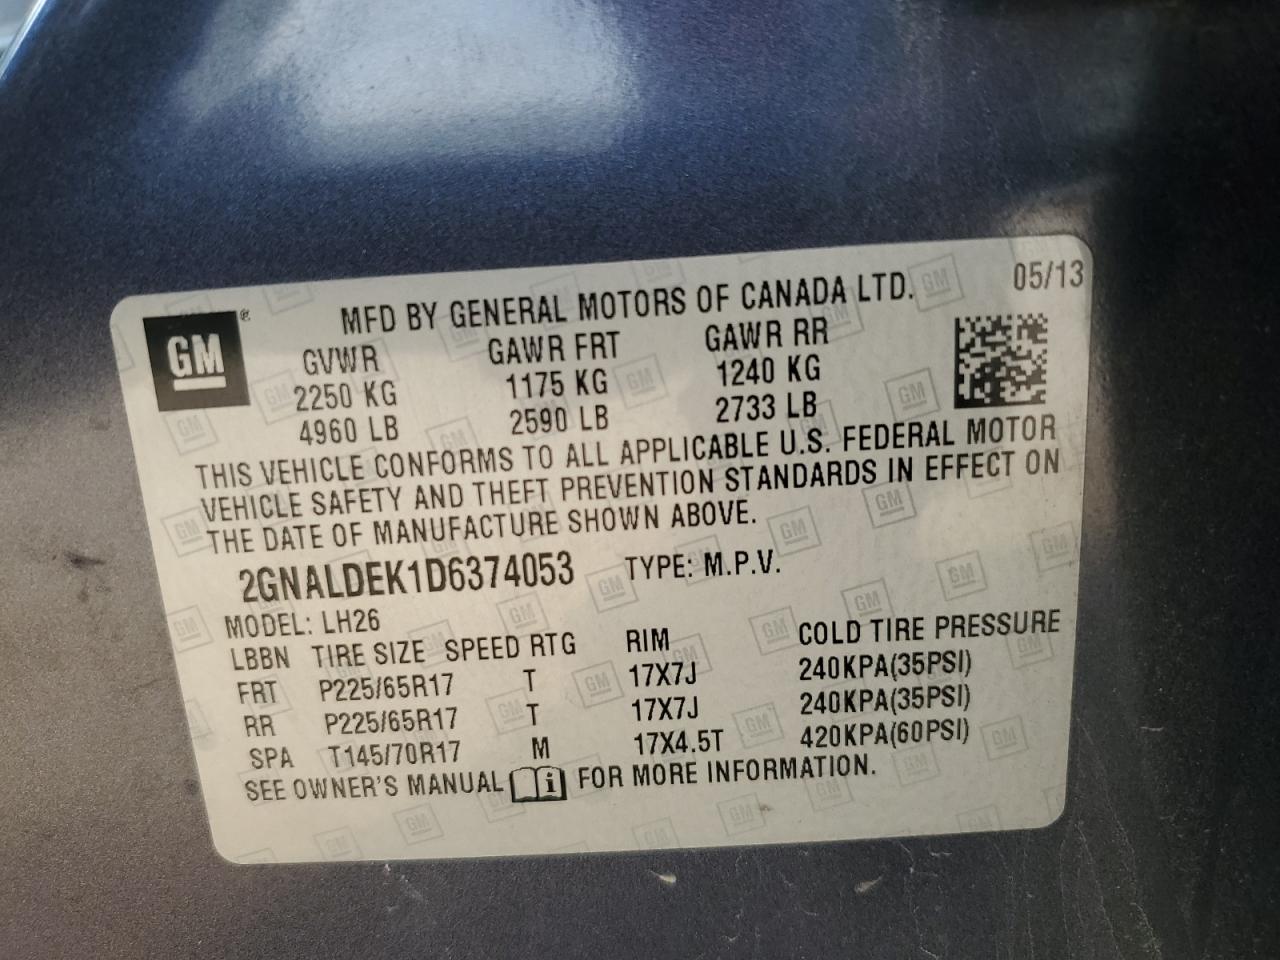 MFD BY GENERAL MOTORS OF CANADA LTD. 05/13
GM ®
GVWR GAWR FRT GAWR RR
2250 KG 1175 KG 1240 KG
4960 LB 2590 LB 2733 LB
THIS VEHICLE CONFORMS TO ALL APPLICABLE U.S. FEDERAL MOTOR
VEHICLE SAFETY AND THEFT PREVENTION STANDARDS IN EFFECT ON
THE DATE OF MANUFACTURE SHOWN ABOVE.
2GNALDEK1D6374053 TYPE: M.P.V.
MODEL: LH26
LBBN TIRE SIZE SPEED RTG RIM COLD TIRE PRESSURE
FRT P225/65R17 T 17X7J 240KPA(35PSI)
RR P225/65R17 T 17X7J 240KPA(35PSI)
SPA T145/70R17 M 17X4.5T 420KPA(60PSI)
SEE OWNER'S MANUAL i FOR MORE INFORMATION.